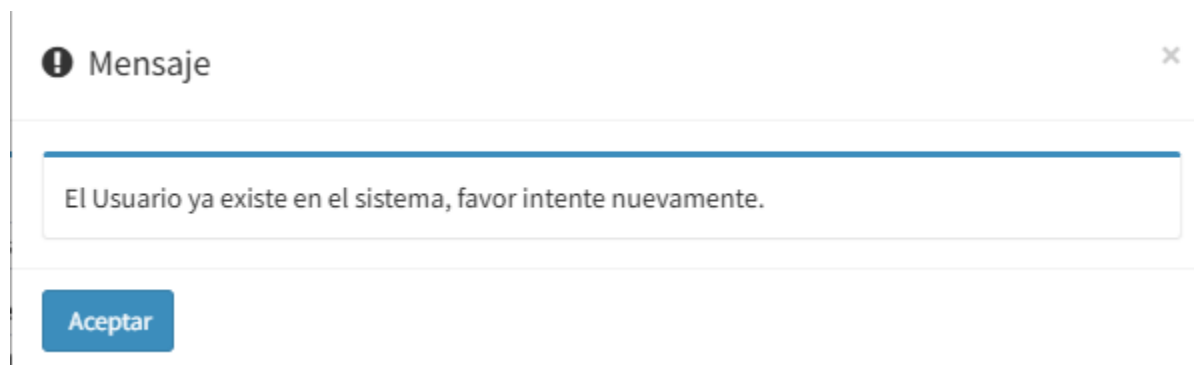 Mensaje
El Usuario ya existe en el sistema, favor intente nuevamente.
Aceptar